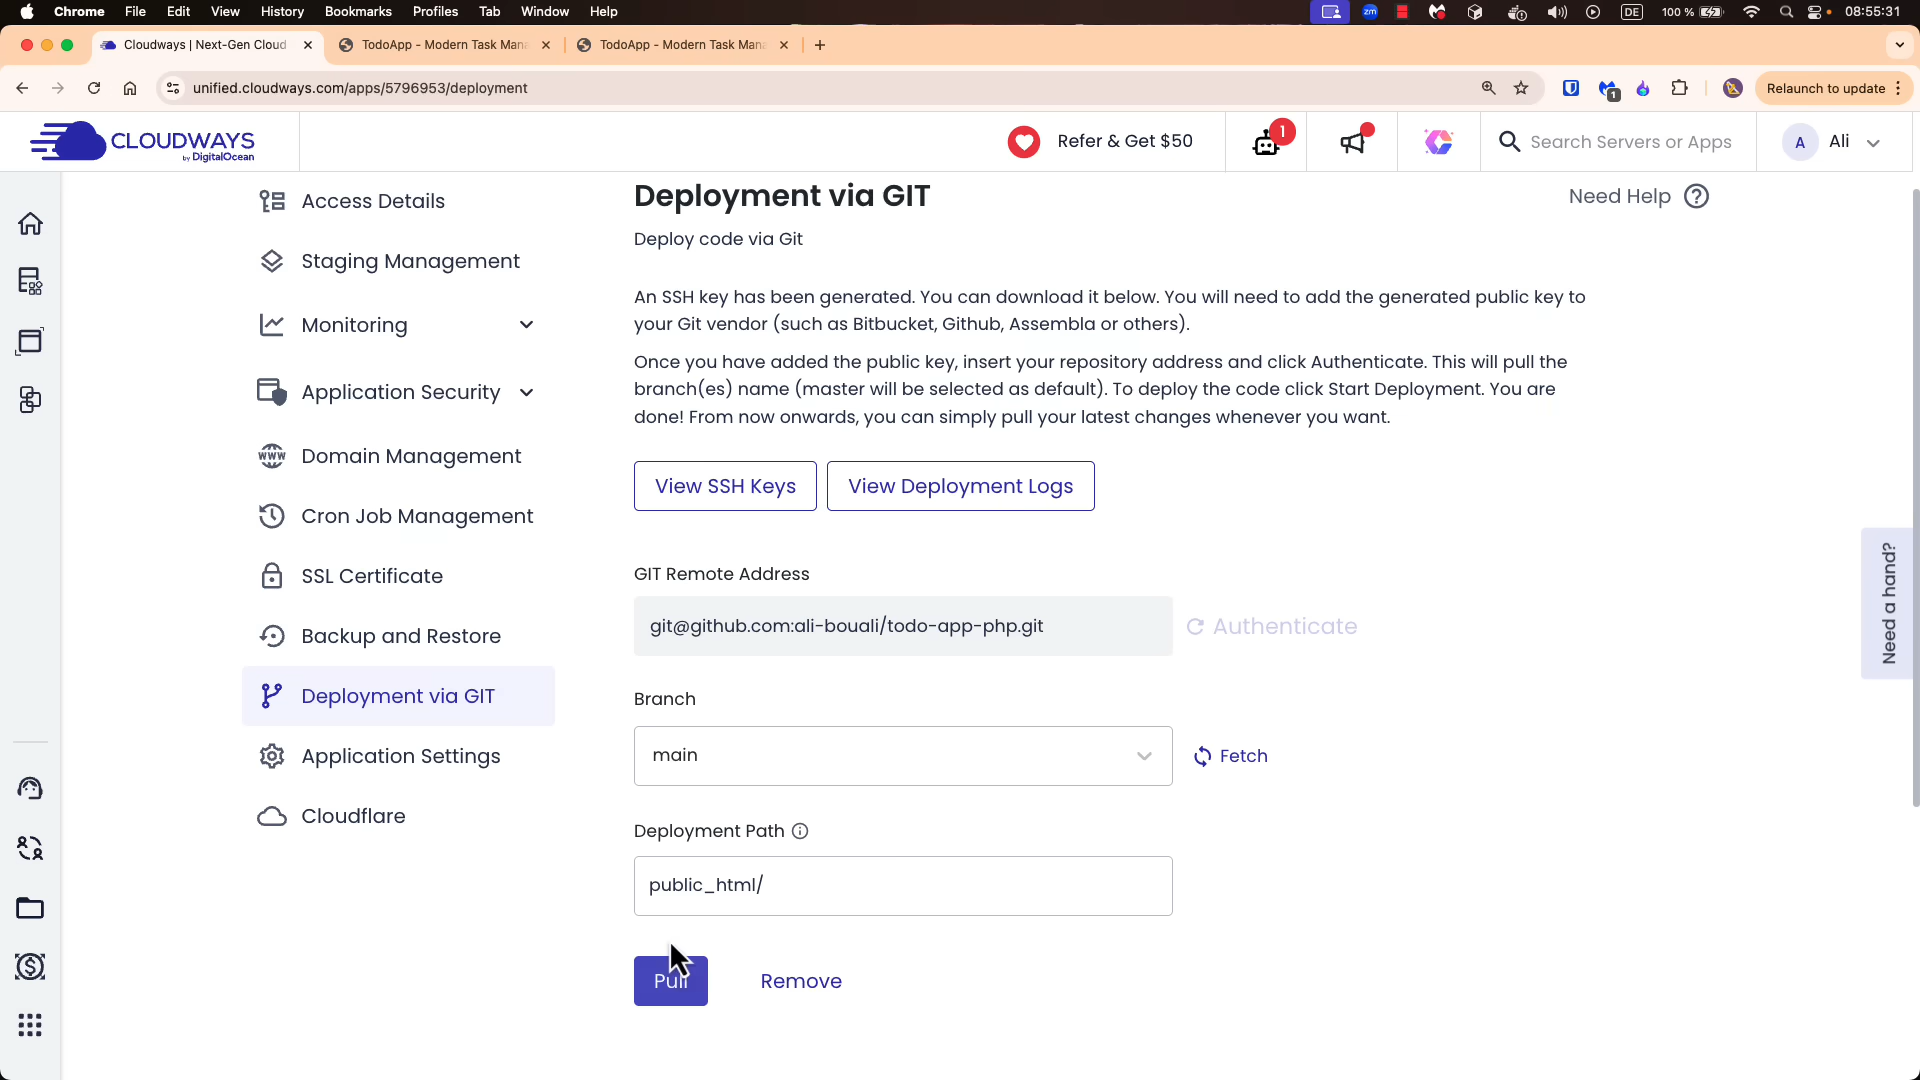 Chrome File Edit View History Bookmarks Profiles Tab Window Help zm DE 100 % 08:55:31
Cloudways | Next-Gen Cloud
TodoApp - Modern Task Man
TodoApp - Modern Task Man
unified.cloudways.com/apps/5796953/deployment
1
Relaunch to update
CLOUDWAYS
by DigitalOcean
Refer & Get $50
1
Search Servers or Apps
A
Ali
Access Details
Staging Management
Monitoring
Application Security
WWW
Domain Management
Cron Job Management
SSL Certificate
Backup and Restore
Deployment via GIT
Application Settings
Cloudflare
Deployment via GIT
Need Help
Deploy code via Git
An SSH key has been generated. You can download it below. You will need to add the generated public key to
your Git vendor (such as Bitbucket, Github, Assembla or others).
Once you have added the public key, insert your repository address and click Authenticate. This will pull the
branch(es) name (master will be selected as default). To deploy the code click Start Deployment. You are
done! From now onwards, you can simply pull your latest changes whenever you want.
View SSH Keys
View Deployment Logs
GIT Remote Address
git@github.com:ali-bouali/todo-app-php.git
Authenticate
Branch
main
Fetch
Deployment Path
public_html/
Pull
Remove
Need a hand?